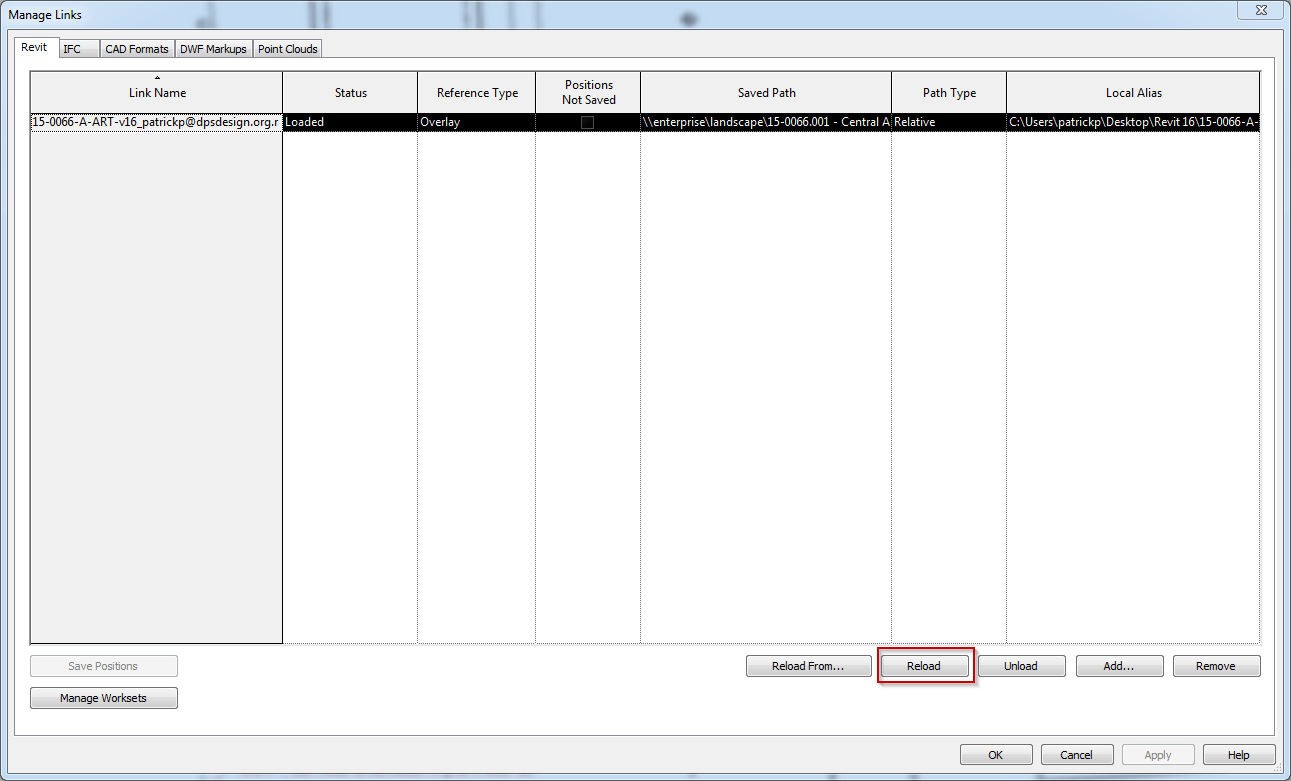 Manage Links
Revit IFC CAD Formats DWF Markups Point Clouds
Link Name Status Reference Type Positions Not Saved Saved Path Path Type Local Alias
15-0066-A-ART-v16_patrickp@dpsdesign.org.r Loaded Overlay \\enterprise\landscape\15-0066.001 - Central A Relative C:\Users\patrickp\Desktop\Revit 16\15-0066-A-
Save Positions Reload From... Reload Unload Add... Remove
Manage Worksets
OK Cancel Apply Help